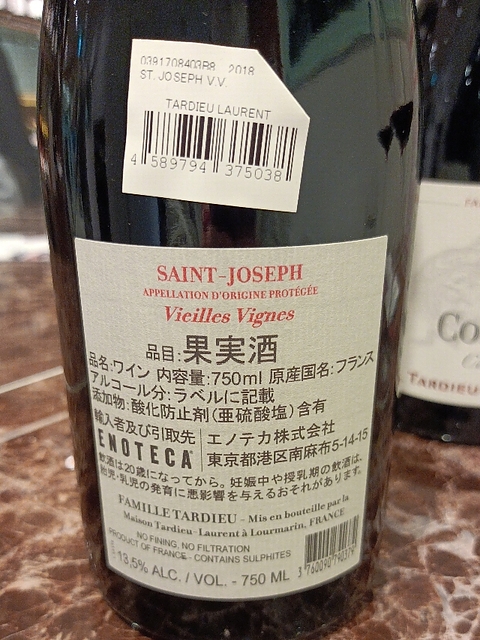 0391708403R8 2018
ST. JOSEPH V.V.
TARDIEU LAURENT
4 589794 375038
SAINT-JOSEPH
APPELLATION D'ORIGINE PROTÉGÉE
Vieilles Vignes
品目:果実酒
品名:ワイン 内容量:750ml 原産国名:フランス
アルコール分:ラベルに記載
添加物:酸化防止剤(亜硫酸塩)含有
輸入者及び引取先
ENOTECA
エノテカ株式会社
東京都港区南麻布5-14-15
飲酒は20歳になってから。妊娠中や授乳期の飲酒は、
胎児・乳児の発育に悪影響を与えるおそれがあります。
FAMILLE TARDIEU – Mis en bouteille par la
Maison Tardieu-Laurent à Lourmarin, FRANCE
NO FINING, NO FILTRATION
PRODUCT OF FRANCE - CONTAINS SULPHITES
13,5% ALC. / VOL. - 750 ML
3 760090 790379
Co
TARDIEU